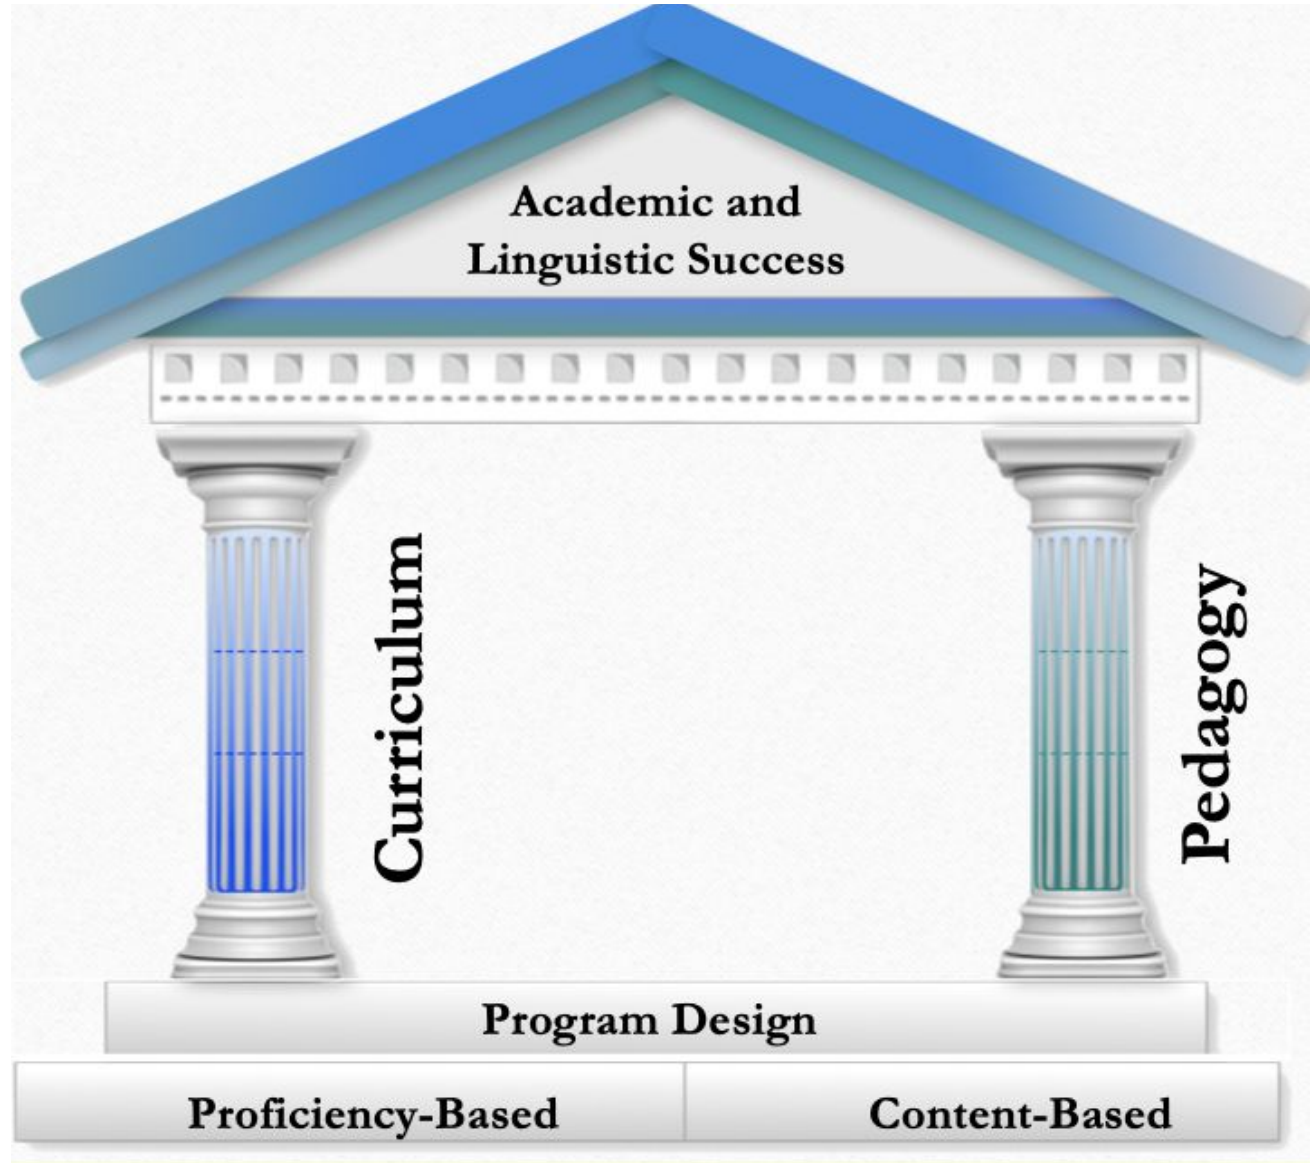 Academic and
Linguistic Success
Curriculum
Pedagogy
Program Design
Proficiency-Based
Content-Based